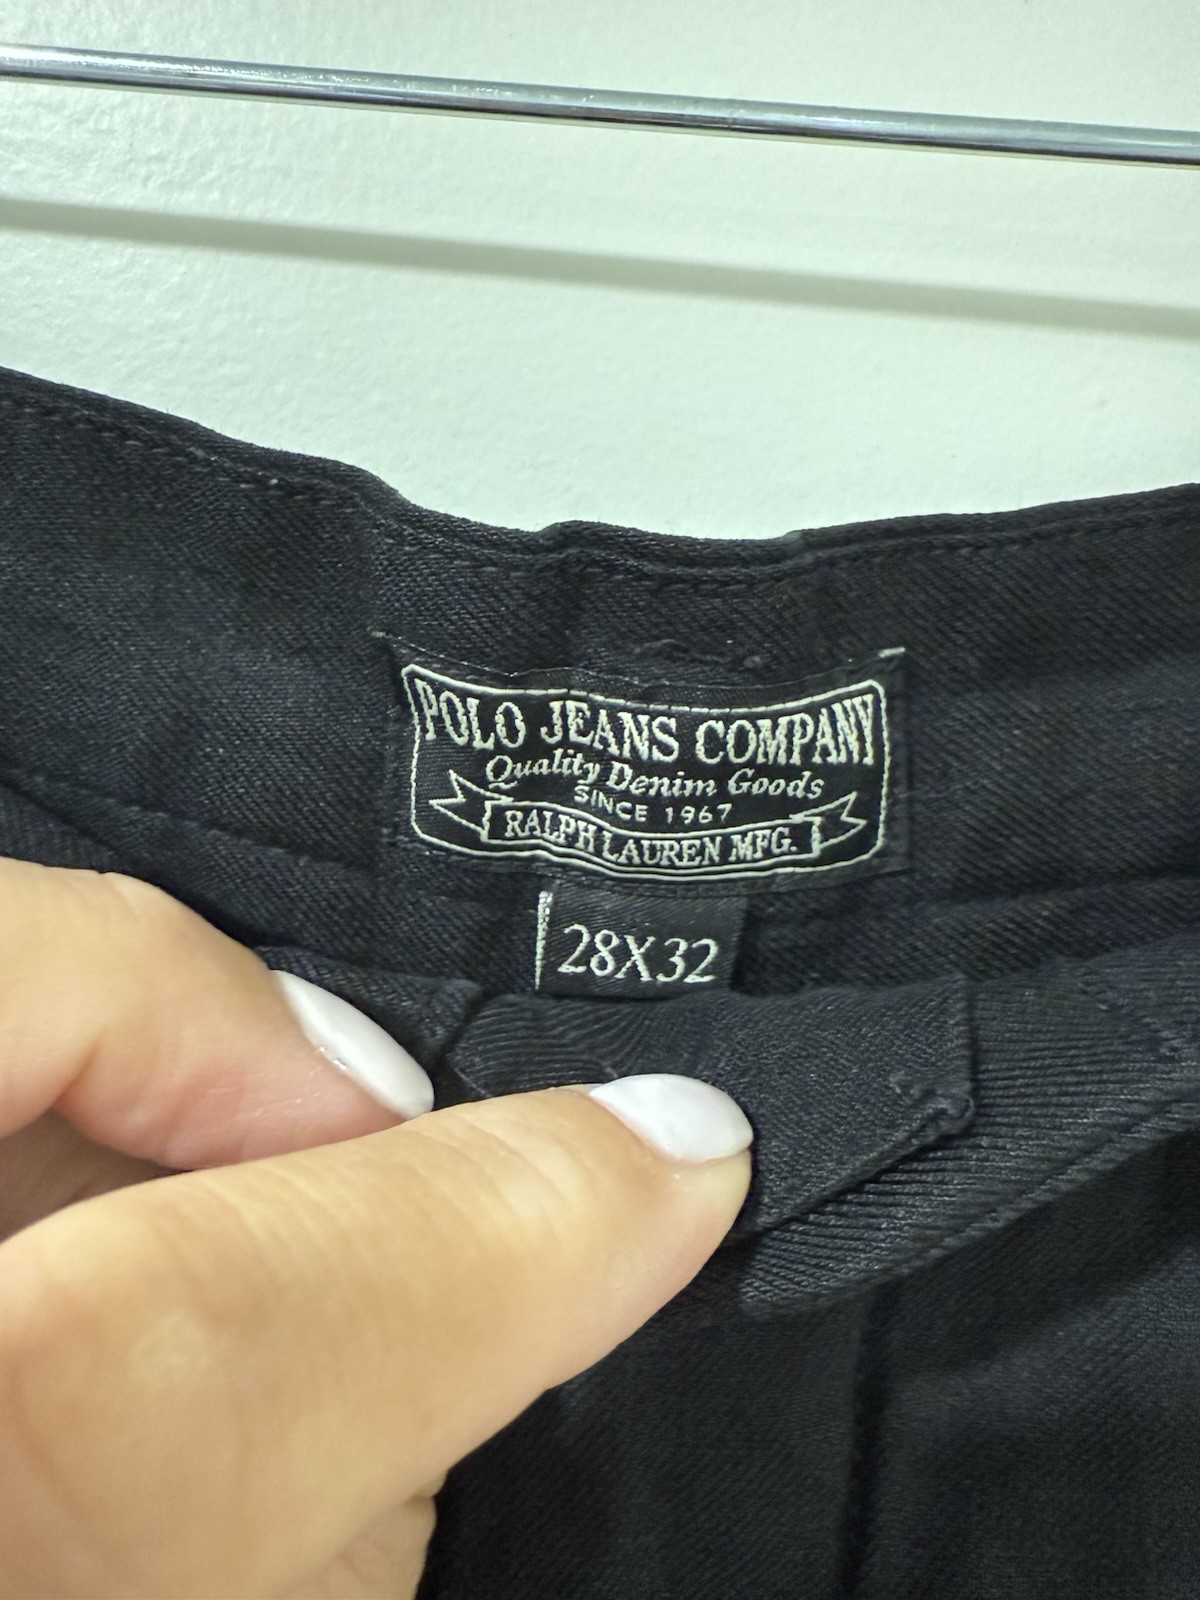 POLO JEANS COMPANY
Quality Denim Goods
SINCE 1967
RALPH LAUREN MFG.
28X32